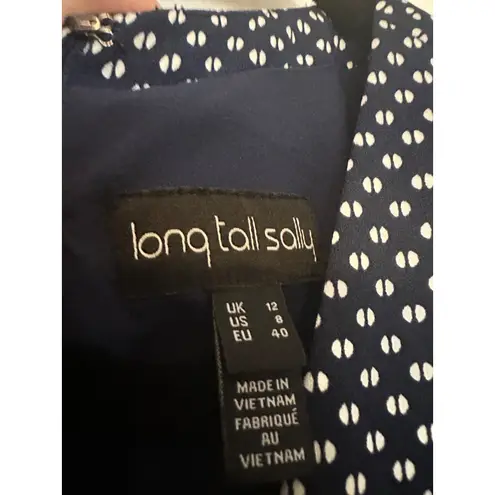 long tall sally
UK 12
US 8
EU 40
MADE IN
VIETNAM
FABRIQUÉ
AU
VIETNAM